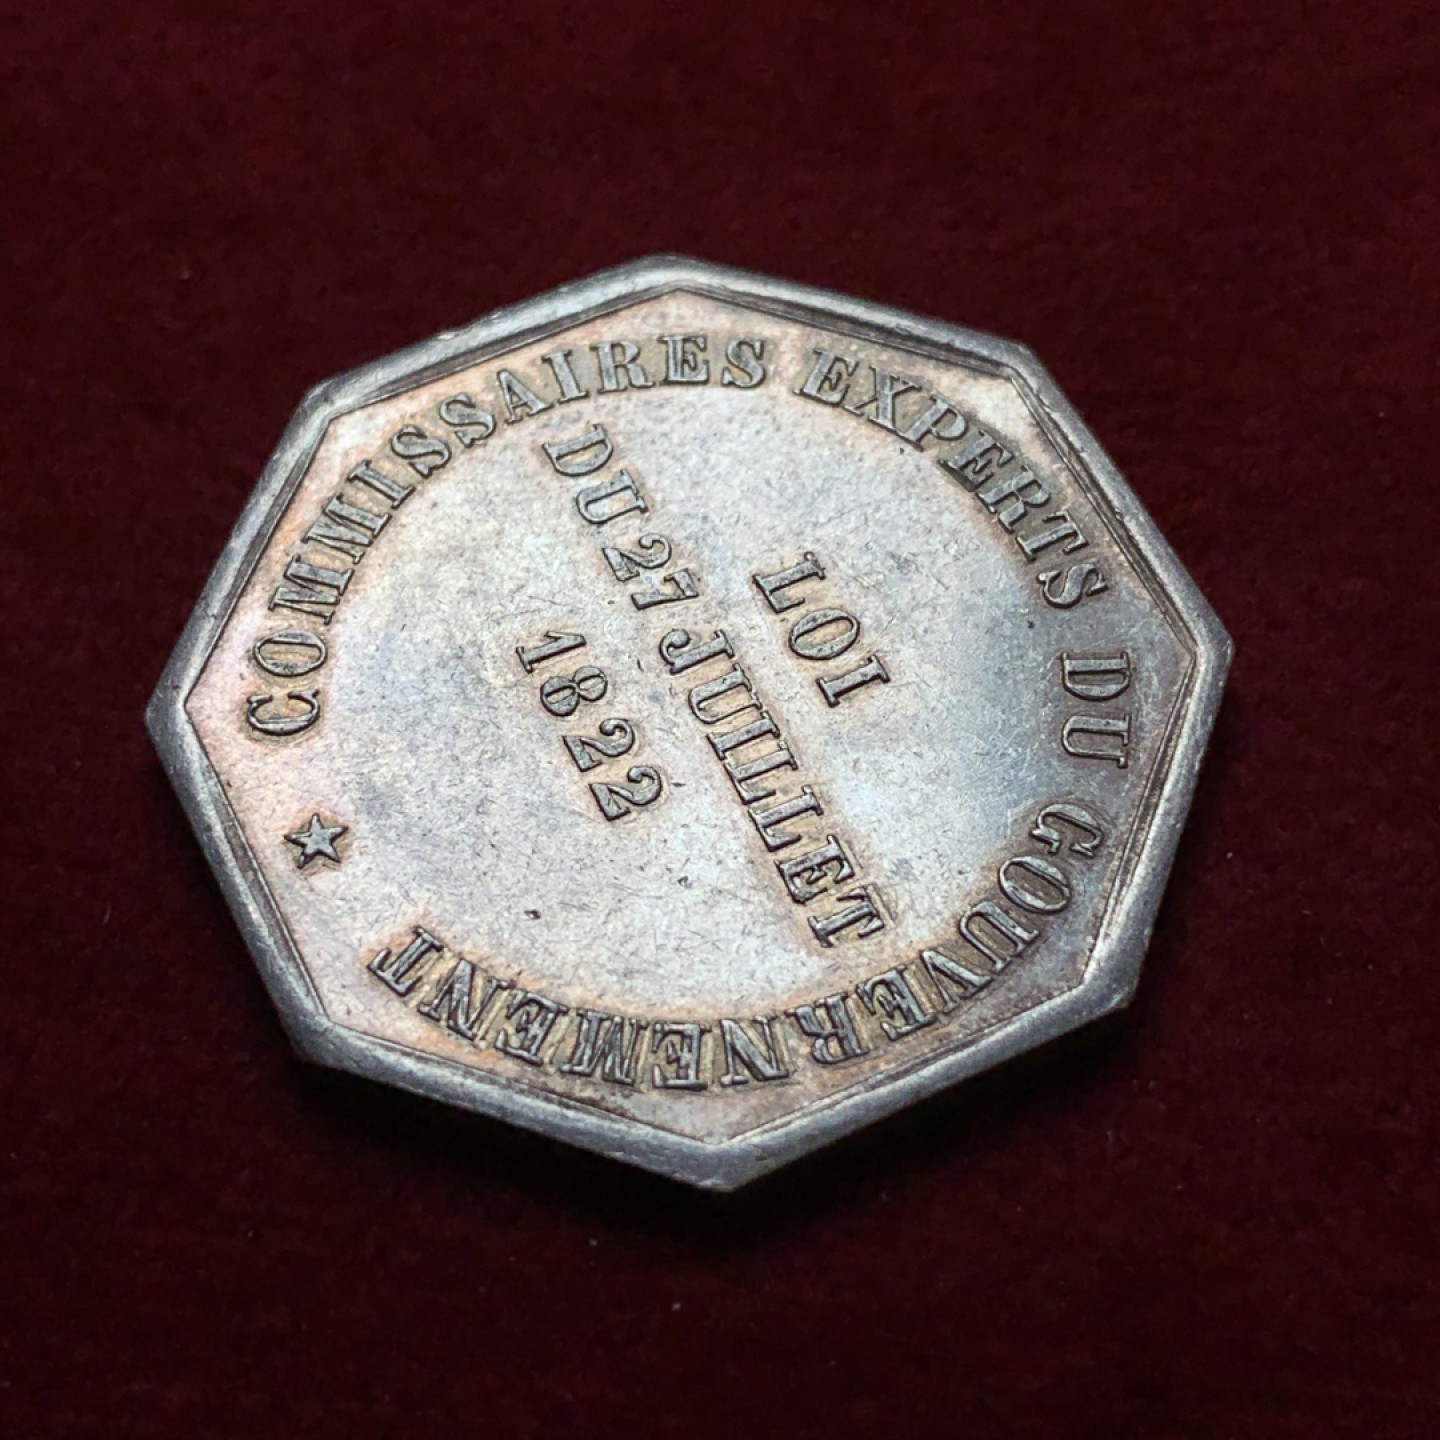 COMMISSAIRES EXPERTS DU GOUVERNEMENT
LOI
DU 27 JUILLET
1822